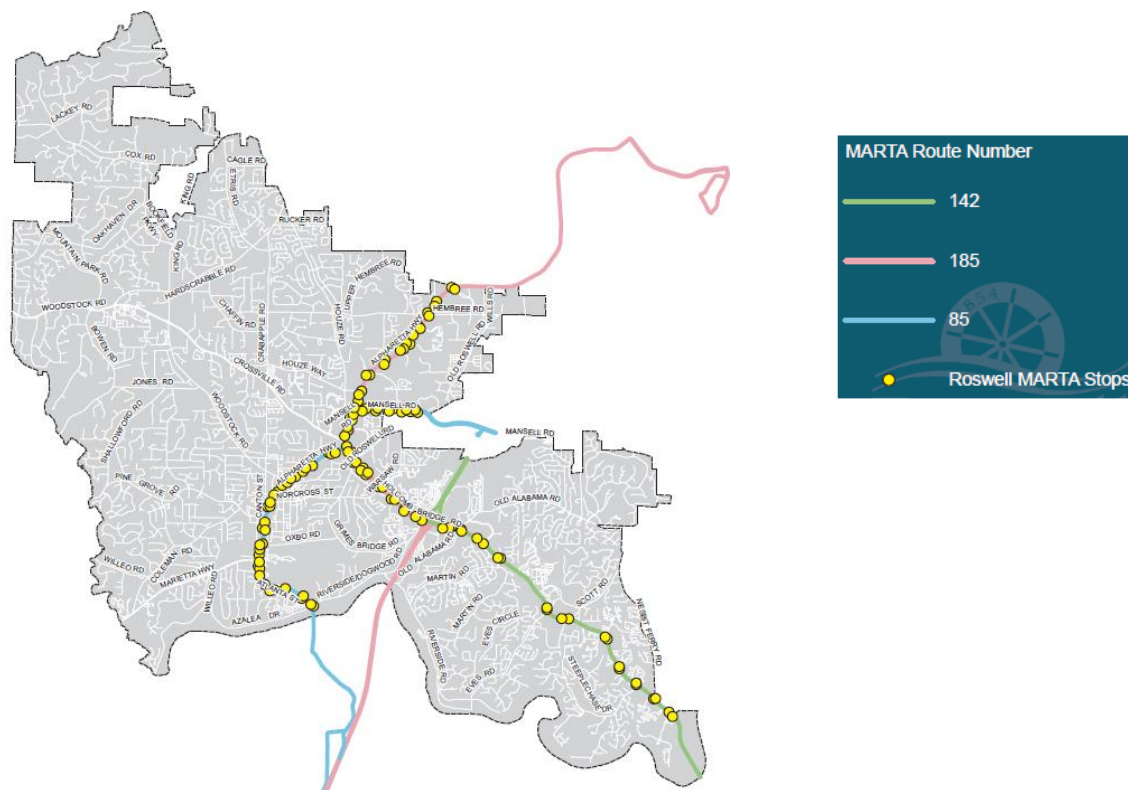 LACKEY RD
COX RD
CAGLE RD
KING RD
ETRIS RD
OAKHAVEN DR
RUCKER RD
MOUNTAIN PARK RD
KING RD
HARDSCRABBLE RD
UPPER HEMBREE RD
WOODSTOCK RD
CHAFFIN RD
HOUZE RD
HEMBREE RD
WILLS RD
BOWEN RD
CRABAPPLE RD
ALPHARETTA HWY
OLD ROSWELL RD
CROSSVILLE RD
HOUZE WAY
JONES RD
MANSELL RD
MANSELL RD
WOODSTOCK RD
SHALLOWFORD RD
MANSELL RD
ALPHARETTA HWY
OLD ROSWELL RD
WARSAW RD
PINE GROVE RD
CANTON ST
NORCROSS ST
HOLCOMB BRIDGE RD
OLD ALABAMA RD
OXBO RD
GRIMES BRIDGE RD
WILLEO RD
COLEMAN RD
MARIETTA HWY
OLD ALABAMA RD
RIVERSIDE/DOGWOOD RD
MARTIN RD
ATLANTA ST
WILLEO RD
AZALEA DR
MARTIN RD
EVES CIRCLE
SCOTT RD
NESBIT FERRY RD
RIVERSIDE RD
EVES RD
STEEPLECHASE DR
MARTA Route Number
142
185
85
1854
Roswell MARTA Stops